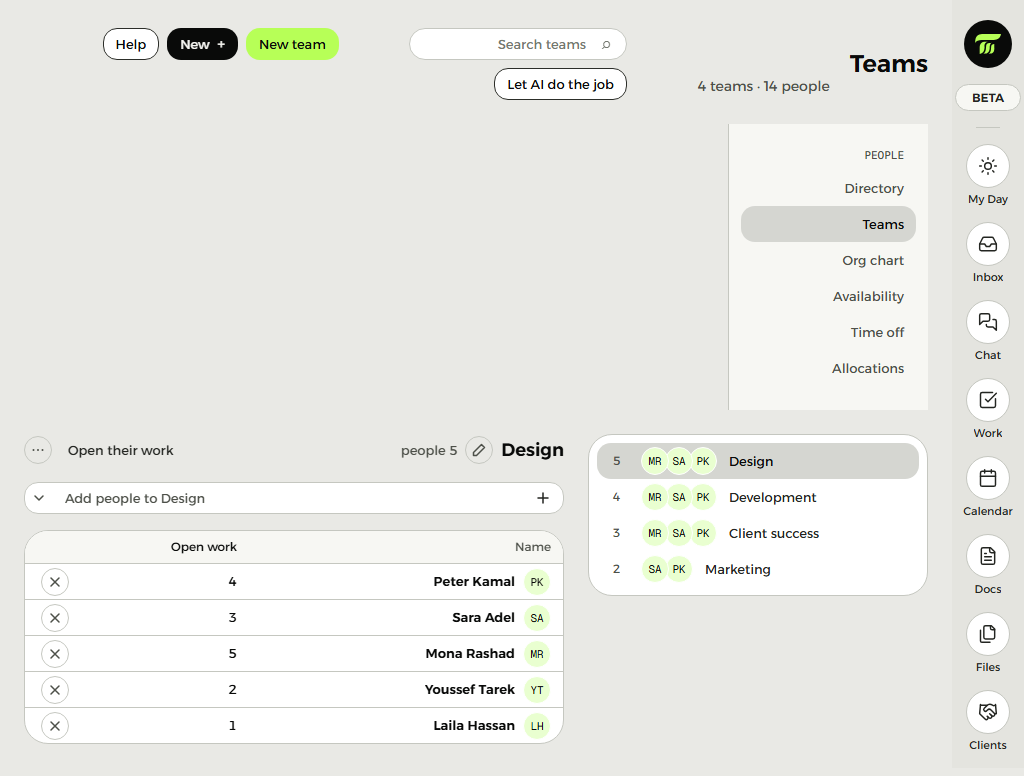 Teams
4 teams · 14 people
Search teams
Let AI do the job
New team
New +
Help
BETA
My Day
Inbox
Chat
Work
Calendar
Docs
Files
Clients
PEOPLE
Directory
Teams
Org chart
Availability
Time off
Allocations
5 MR SA PK Design
4 MR SA PK Development
3 MR SA PK Client success
2 SA PK Marketing
Design
people 5
Open their work
Add people to Design
Name Open work
PK Peter Kamal 4
SA Sara Adel 3
MR Mona Rashad 5
YT Youssef Tarek 2
LH Laila Hassan 1